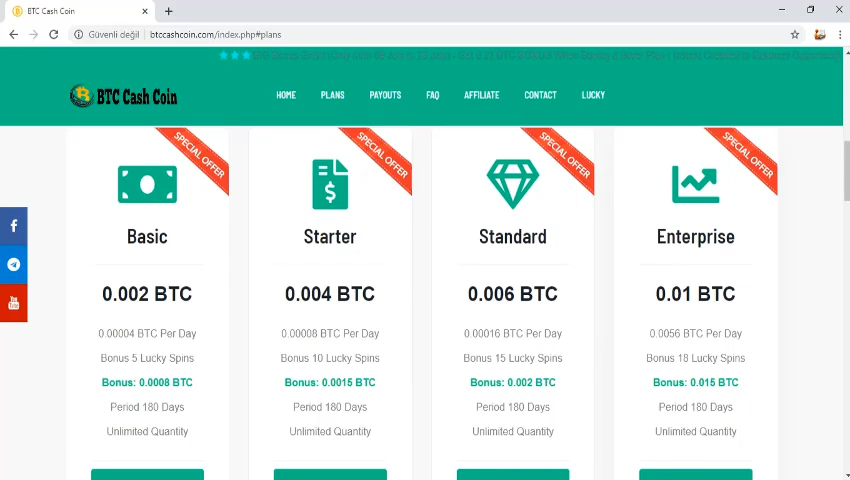 BTC Cash Coin
Güvenli değil | btccashcoin.com/index.php#plans
BTC Cash Coin
HOME PLANS PAYOUTS FAQ AFFILIATE CONTACT LUCKY
SPECIAL OFFER
SPECIAL OFFER
SPECIAL OFFER
SPECIAL OFFER
Basic
0.002 BTC
0.00004 BTC Per Day
Bonus 5 Lucky Spins
Bonus: 0.0008 BTC
Period 180 Days
Unlimited Quantity
Starter
0.004 BTC
0.00008 BTC Per Day
Bonus 10 Lucky Spins
Bonus: 0.0015 BTC
Period 180 Days
Unlimited Quantity
Standard
0.006 BTC
0.00016 BTC Per Day
Bonus 15 Lucky Spins
Bonus: 0.002 BTC
Period 180 Days
Unlimited Quantity
Enterprise
0.01 BTC
0.0056 BTC Per Day
Bonus 18 Lucky Spins
Bonus: 0.015 BTC
Period 180 Days
Unlimited Quantity